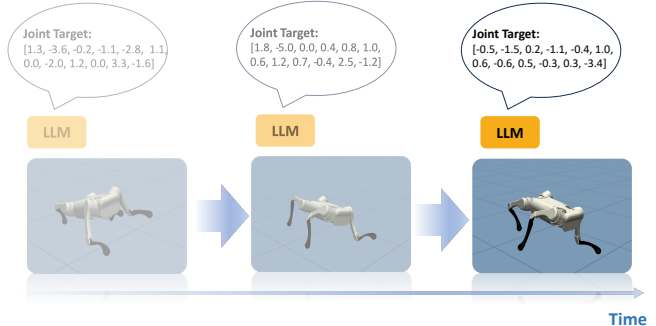 Joint Target:
[1.3, -3.6, -0.2, -1.1, -2.8, 1.1,
0.0, -2.0, 1.2, 0.0, 3.3, -1.6]
LLM
Joint Target:
[1.8, -5.0, 0.0, 0.4, 0.8, 1.0,
0.6, 1.2, 0.7, -0.4, 2.5, -1.2]
LLM
Joint Target:
[-0.5, -1.5, 0.2, -1.1, -0.4, 1.0,
0.6, -0.6, 0.5, -0.3, 0.3, -3.4]
LLM
Time